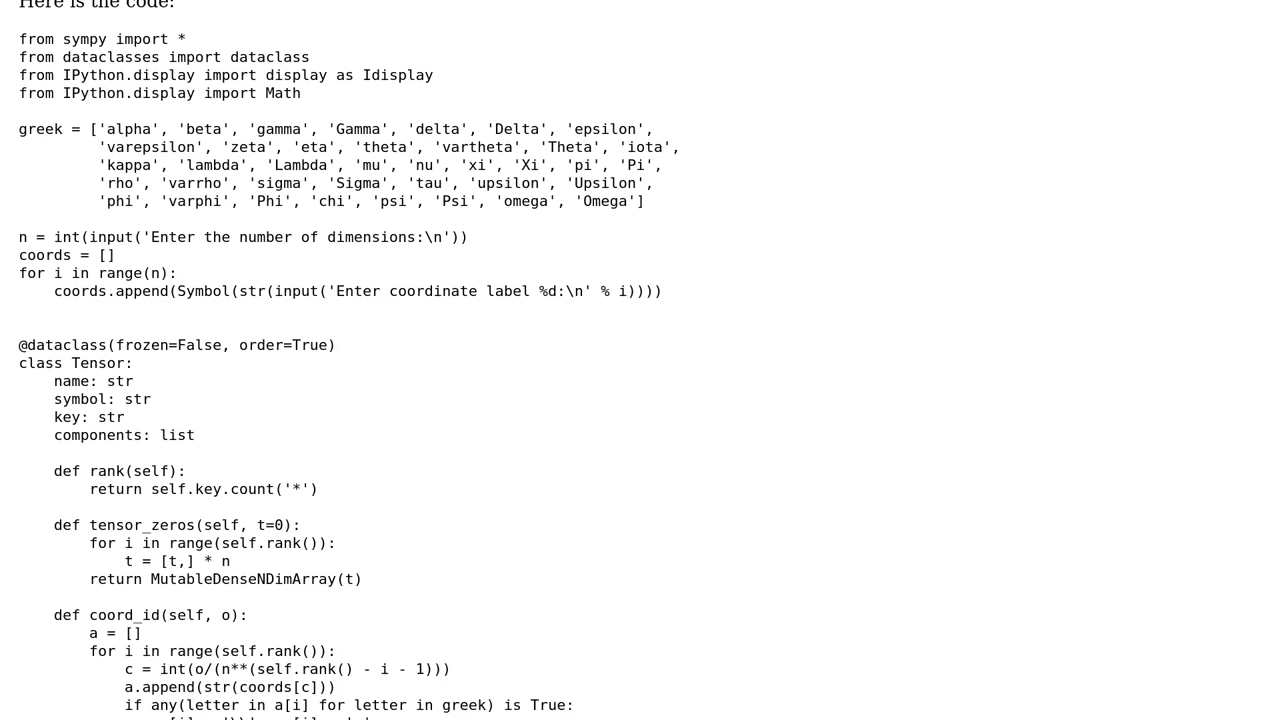 Here is the code:
from sympy import *
from dataclasses import dataclass
from IPython.display import display as Idisplay
from IPython.display import Math
greek = ['alpha', 'beta', 'gamma', 'Gamma', 'delta', 'Delta', 'epsilon',
         'varepsilon', 'zeta', 'eta', 'theta', 'vartheta', 'Theta', 'iota',
         'kappa', 'lambda', 'Lambda', 'mu', 'nu', 'xi', 'Xi', 'pi', 'Pi',
         'rho', 'varrho', 'sigma', 'Sigma', 'tau', 'upsilon', 'Upsilon',
         'phi', 'varphi', 'Phi', 'chi', 'psi', 'Psi', 'omega', 'Omega']
n = int(input('Enter the number of dimensions:\n'))
coords = []
for i in range(n):
    coords.append(Symbol(str(input('Enter coordinate label %d:\n' % i))))
@dataclass(frozen=False, order=True)
class Tensor:
    name: str
    symbol: str
    key: str
    components: list
    def rank(self):
        return self.key.count('*')
    def tensor_zeros(self, t=0):
        for i in range(self.rank()):
            t = [t,] * n
        return MutableDenseNDimArray(t)
    def coord_id(self, o):
        a = []
        for i in range(self.rank()):
            c = int(o/(n**(self.rank() - i - 1)))
            a.append(str(coords[c]))
            if any(letter in a[i] for letter in greek) is True: